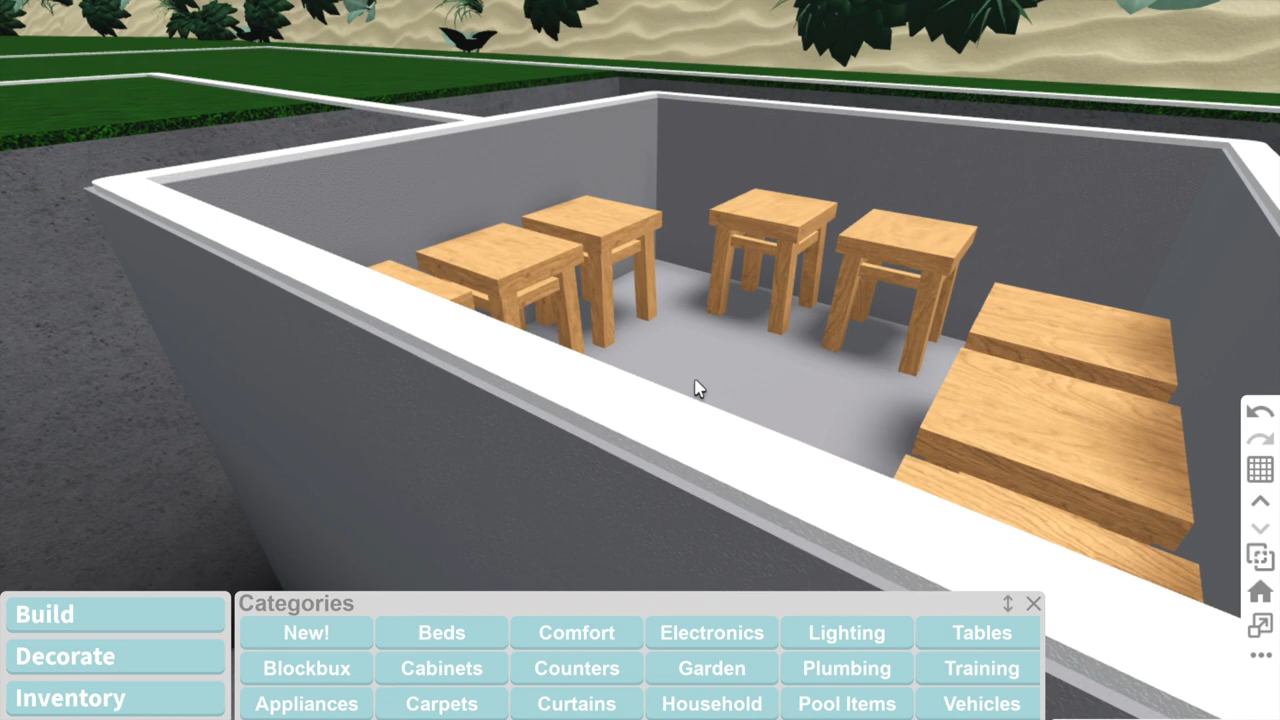 Build
Decorate
Inventory
Categories
New! Beds Comfort Electronics Lighting Tables
Blockbux Cabinets Counters Garden Plumbing Training
Appliances Carpets Curtains Household Pool Items Vehicles